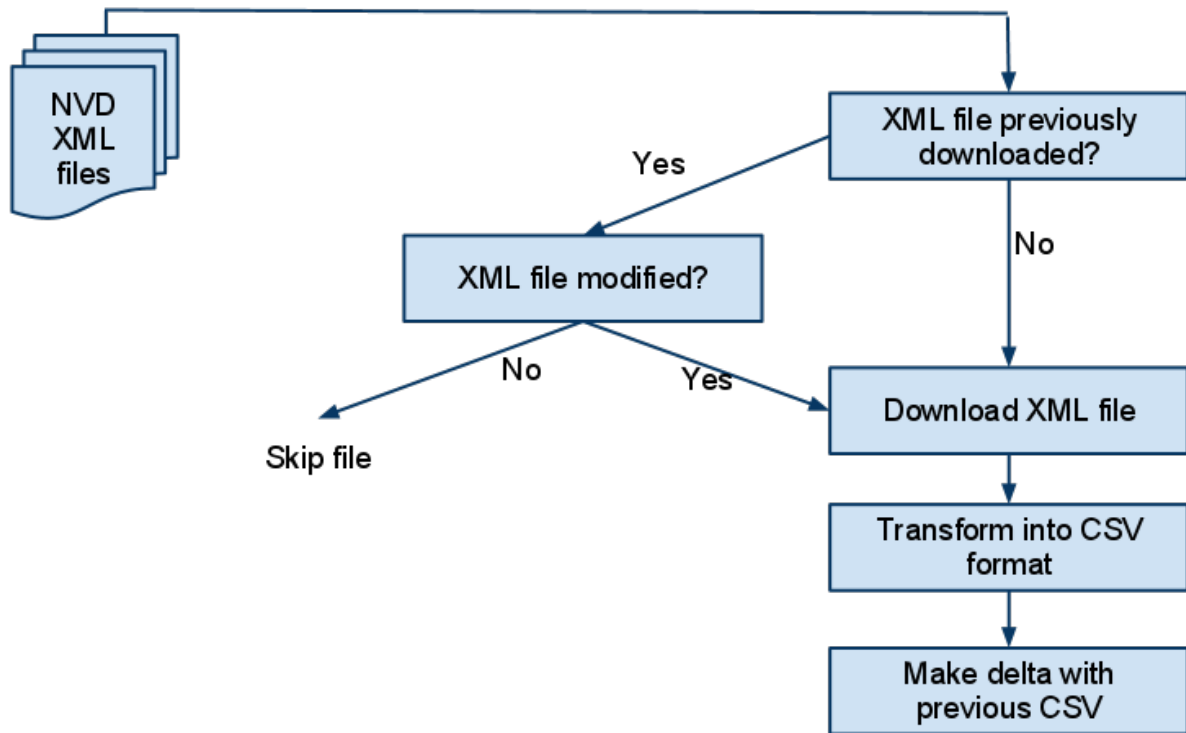 NVD
XML
files
XML file previously
downloaded?
Yes
No
XML file modified?
No
Yes
Download XML file
Skip file
Transform into CSV
format
Make delta with
previous CSV